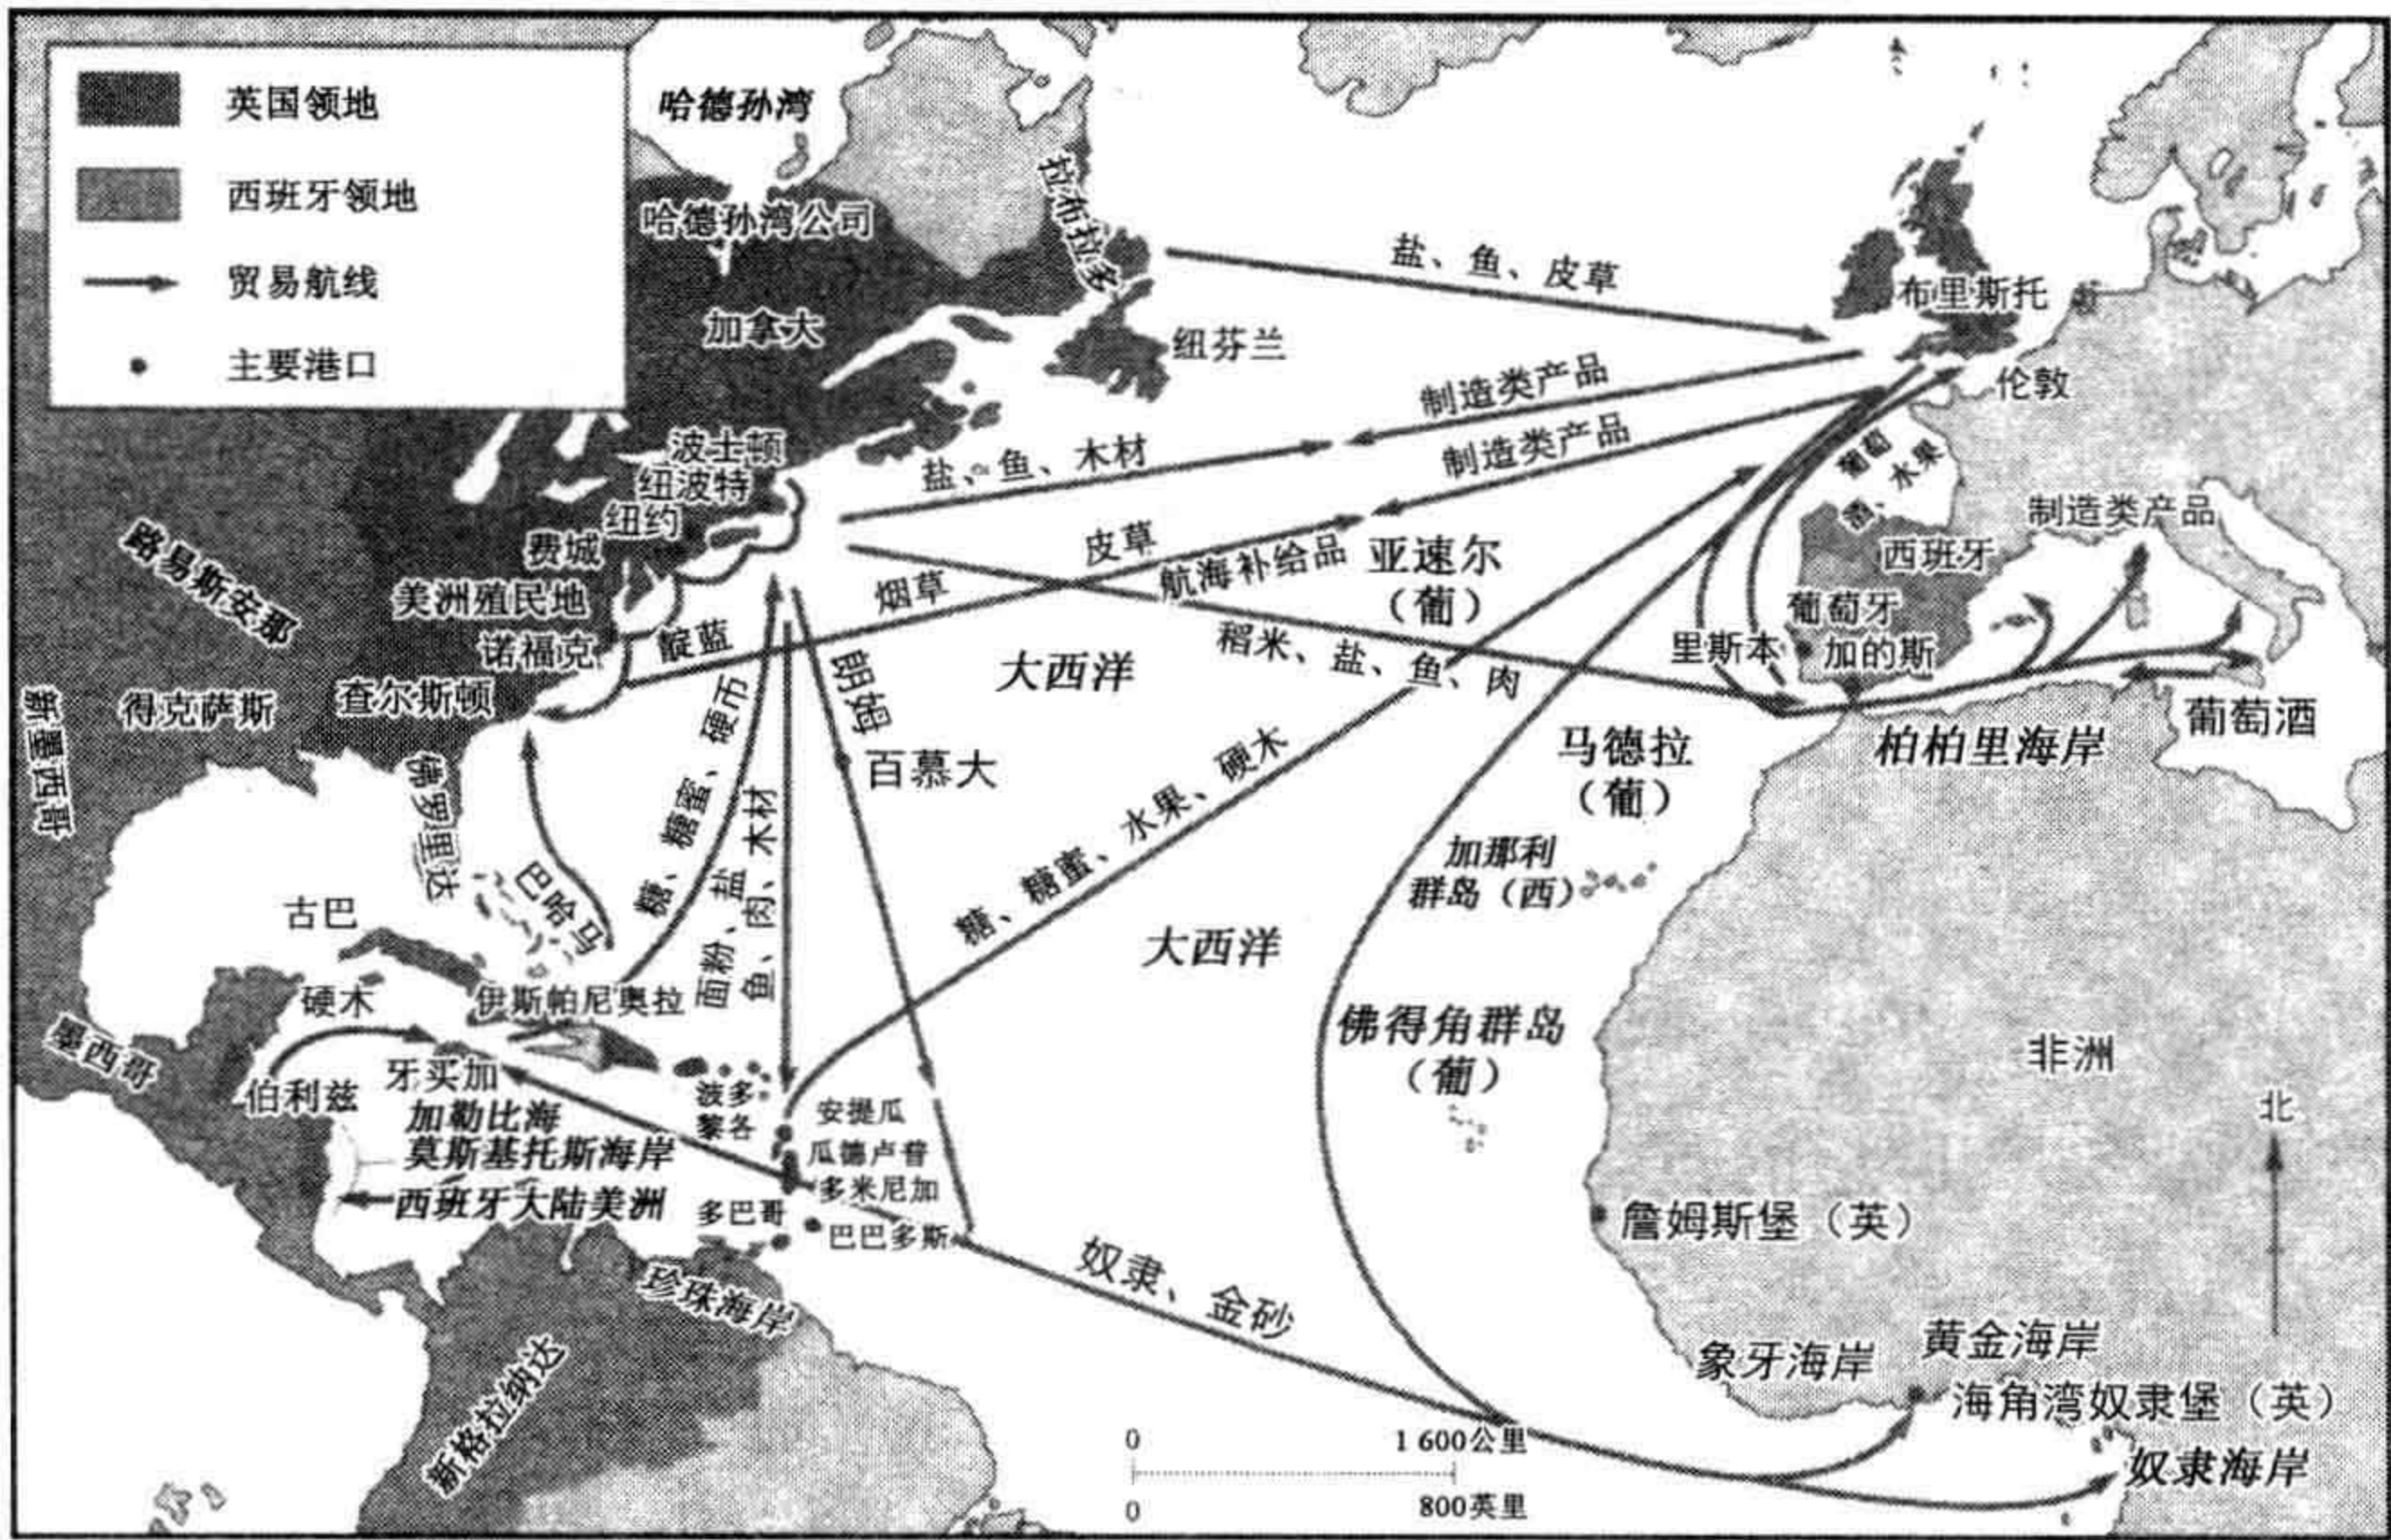 英国领地
西班牙领地
贸易航线
主要港口
哈德孙湾
哈德孙湾公司
拉布拉多
加拿大
纽芬兰
盐、鱼、皮草
布里斯托
伦敦
制造类产品
制造类产品
盐、鱼、木材
波士顿
纽波特
纽约
费城
美洲殖民地
诺福克
查尔斯顿
路易斯安那
得克萨斯
新墨西哥
佛罗里达
皮草
烟草
靛蓝
航海补给品
亚速尔
（葡）
稻米、盐、鱼、肉
葡萄
酒、水果
制造类产品
西班牙
葡萄牙
里斯本
加的斯
葡萄酒
柏柏里海岸
马德拉
（葡）
大西洋
朗姆
百慕大
糖、糖蜜、硬币
面粉、盐
鱼、肉、木材
糖、糖蜜、水果、硬木
加那利
群岛（西）
大西洋
佛得角群岛
（葡）
非洲
北
巴哈马
古巴
硬木
伊斯帕尼奥拉
墨西哥
伯利兹
牙买加
加勒比海
莫斯基托斯海岸
西班牙大陆美洲
波多
黎各
安提瓜
瓜德卢普
多米尼加
多巴哥
巴巴多斯
珍珠海岸
新格拉纳达
奴隶、金砂
詹姆斯堡（英）
象牙海岸
黄金海岸
海角湾奴隶堡（英）
奴隶海岸
0
1 600公里
0
800英里